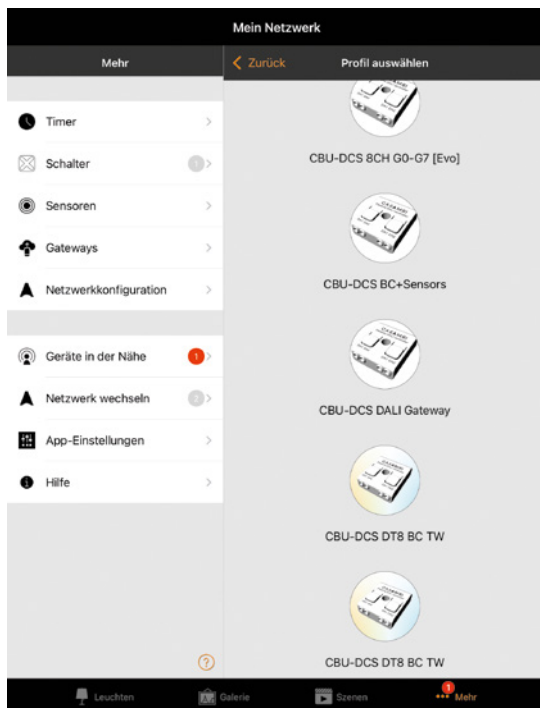 Mein Netzwerk
Mehr
Timer
Schalter
Sensoren
Gateways
Netzwerkkonfiguration
Geräte in der Nähe
1
Netzwerk wechseln
App-Einstellungen
Hilfe
?
Zurück
Profil auswählen
CBU-DCS 8CH G0-G7 [Evo]
CBU-DCS BC+Sensors
CBU-DCS DALI Gateway
CBU-DCS DT8 BC TW
CBU-DCS DT8 BC TW
Leuchten
Galerie
Szenen
1
Mehr